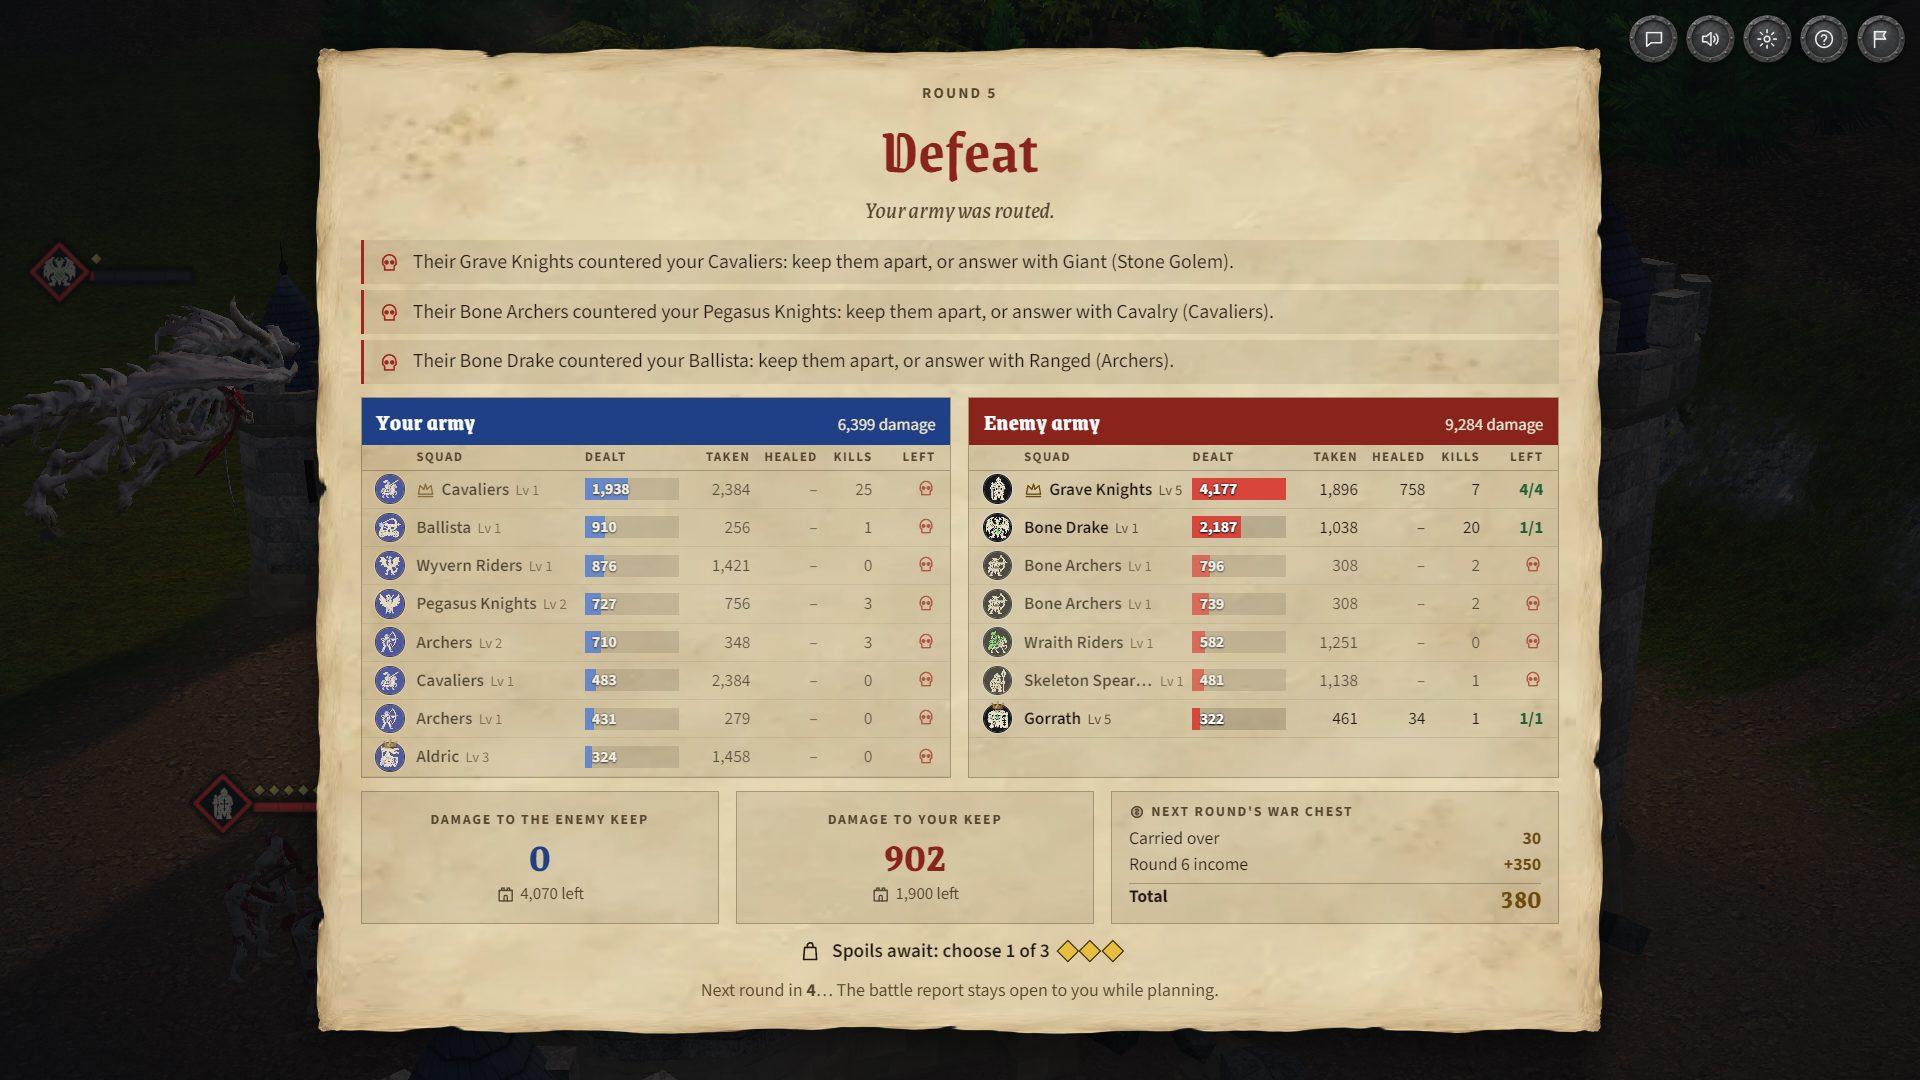 ROUND 5
Defeat
Your army was routed.
Their Grave Knights countered your Cavaliers: keep them apart, or answer with Giant (Stone Golem).
Their Bone Archers countered your Pegasus Knights: keep them apart, or answer with Cavalry (Cavaliers).
Their Bone Drake countered your Ballista: keep them apart, or answer with Ranged (Archers).
Your army 6,399 damage
SQUAD DEALT TAKEN HEALED KILLS LEFT
Cavaliers Lv 1 1,938 2,384 – 25
Ballista Lv 1 910 256 – 1
Wyvern Riders Lv 1 876 1,421 – 0
Pegasus Knights Lv 2 727 756 – 3
Archers Lv 2 710 348 – 3
Cavaliers Lv 1 483 2,384 – 0
Archers Lv 1 431 279 – 0
Aldric Lv 3 324 1,458 – 0
Enemy army 9,284 damage
SQUAD DEALT TAKEN HEALED KILLS LEFT
Grave Knights Lv 5 4,177 1,896 758 7 4/4
Bone Drake Lv 1 2,187 1,038 – 20 1/1
Bone Archers Lv 1 796 308 – 2
Bone Archers Lv 1 739 308 – 2
Wraith Riders Lv 1 582 1,251 – 0
Skeleton Spear... Lv 1 481 1,138 – 1
Gorrath Lv 5 322 461 34 1 1/1
DAMAGE TO THE ENEMY KEEP
0
4,070 left
DAMAGE TO YOUR KEEP
902
1,900 left
NEXT ROUND'S WAR CHEST
Carried over 30
Round 6 income +350
Total 380
Spoils await: choose 1 of 3
Next round in 4... The battle report stays open to you while planning.